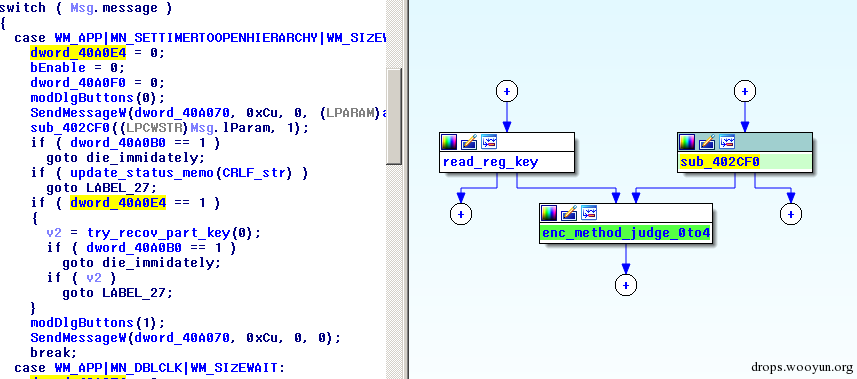 switch ( Msg.message )
{
case WM_APP|MN_SETTIMERTOOPENHIERARCHY|WM_SIZEW
dword_40A0E4 = 0;
bEnable = 0;
dword_40A0F0 = 0;
modDlgButtons(0);
SendMessageW(dword_40A070, 0xCu, 0, (LPARAM)a
sub_402CF0((LPCWSTR)Msg.lParam, 1);
if ( dword_40A0B0 == 1 )
goto die_immidately;
if ( update_status_memo(CRLF_str) )
goto LABEL_27;
if ( dword_40A0E4 == 1 )
{
v2 = try_recov_part_key(0);
if ( dword_40A0B0 == 1 )
goto die_immidately;
if ( v2 )
goto LABEL_27;
}
modDlgButtons(1);
SendMessageW(dword_40A070, 0xCu, 0, 0);
break;
case WM_APP|MN_DBLCLK|WM_SIZEWAIT:
read_reg_key
sub_402CF0
enc_method_judge_0to4
drops.wooyun.org